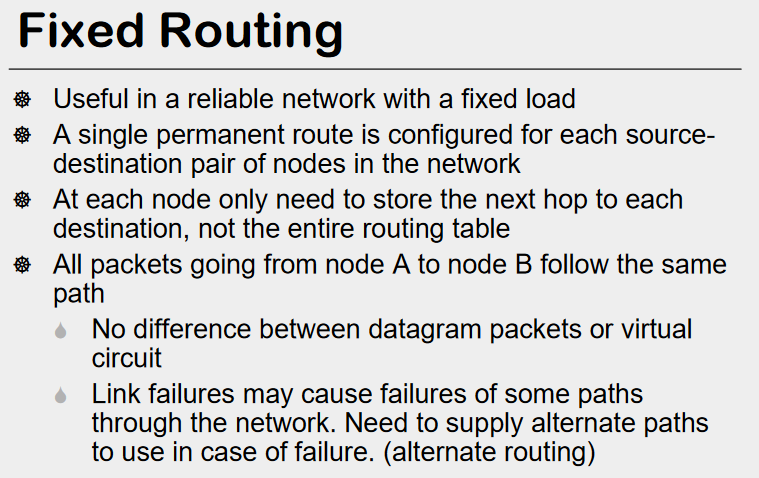 Fixed Routing
Useful in a reliable network with a fixed load
A single permanent route is configured for each source-
destination pair of nodes in the network
At each node only need to store the next hop to each
destination, not the entire routing table
All packets going from node A to node B follow the same
path
No difference between datagram packets or virtual
circuit
Link failures may cause failures of some paths
through the network. Need to supply alternate paths
to use in case of failure. (alternate routing)